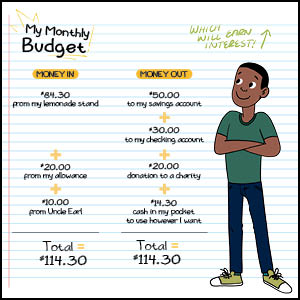 My Monthly
Budget
WHICH
WILL EARN
INTEREST!
MONEY IN
$84.30
from my lemonade stand
+
$20.00
from my allowance
+
$10.00
from Uncle Earl
Total =
$114.30
MONEY OUT
$50.00
to my savings account
+
$30.00
to my checking account
+
$20.00
donation to a charity
+
$14.30
cash in my pocket
to use however I want
Total =
$114.30